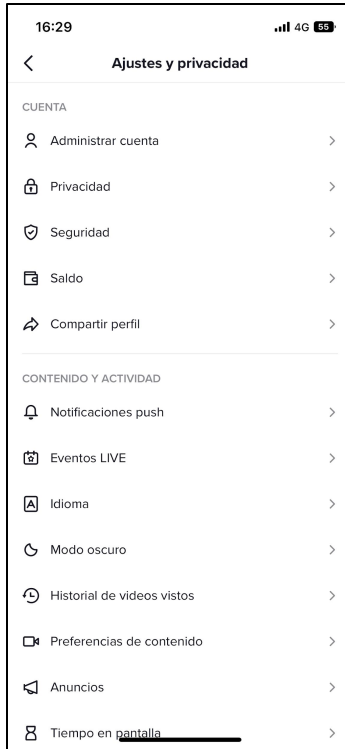 16:29
4G 55
Ajustes y privacidad
CUENTA
Administrar cuenta
Privacidad
Seguridad
Saldo
Compartir perfil
CONTENIDO Y ACTIVIDAD
Notificaciones push
Eventos LIVE
Idioma
Modo oscuro
Historial de videos vistos
Preferencias de contenido
Anuncios
Tiempo en pantalla